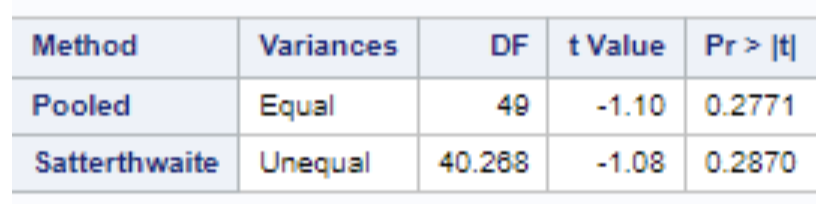 Method Variances DF t Value Pr > |t|
Pooled Equal 49 -1.10 0.2771
Satterthwaite Unequal 40.268 -1.08 0.2870